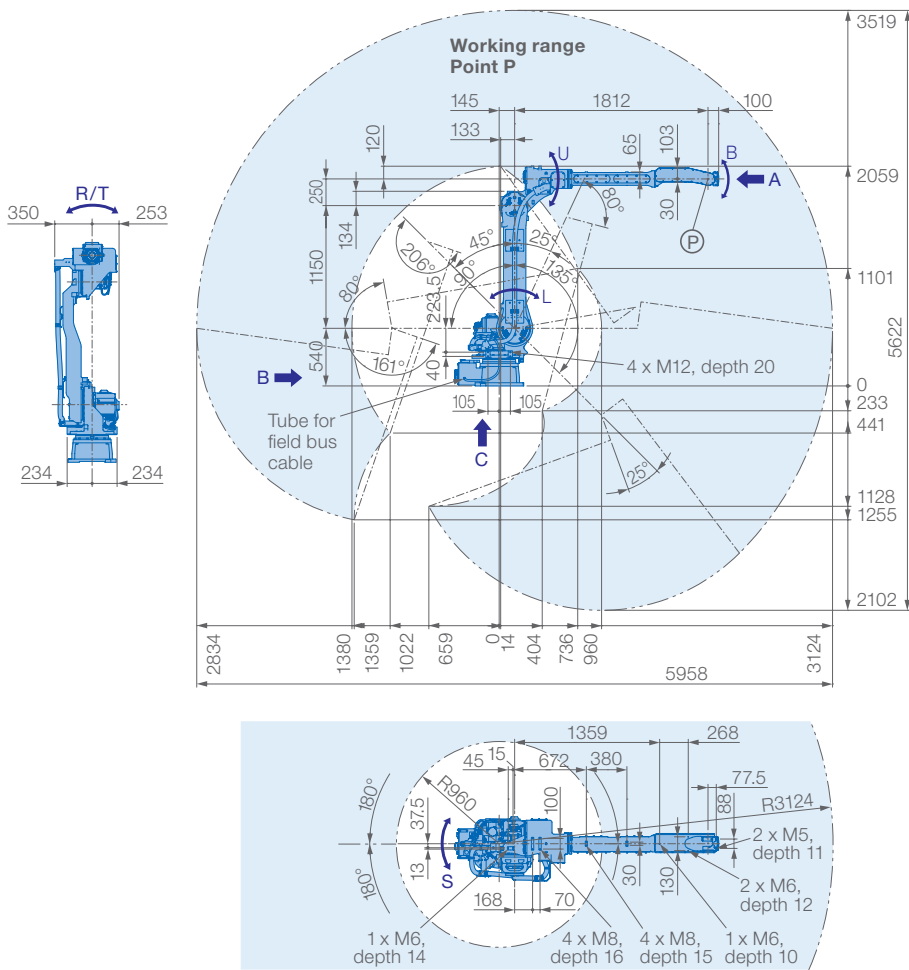 Working range
Point P
3519
145
1812
100
133
120
65
103
U
B
A
2059
R/T
350
253
250
134
30
80°
P
45°
25°
206°
90°
135°
1150
1101
80°
223.5
L
5622
540
161°
40
4 x M12, depth 20
B
0
105
105
233
Tube for
field bus
cable
441
C
234
234
25°
1128
1255
2102
2834
1380
1359
1022
659
0
14
404
736
960
3124
5958
1359
268
15
45
672
380
77.5
180°
R960
100
88
R3124
37.5
2 x M5,
depth 11
13
S
180°
30
130
2 x M6,
depth 12
168
70
1 x M6,
depth 14
4 x M8,
depth 16
4 x M8,
depth 15
1 x M6,
depth 10